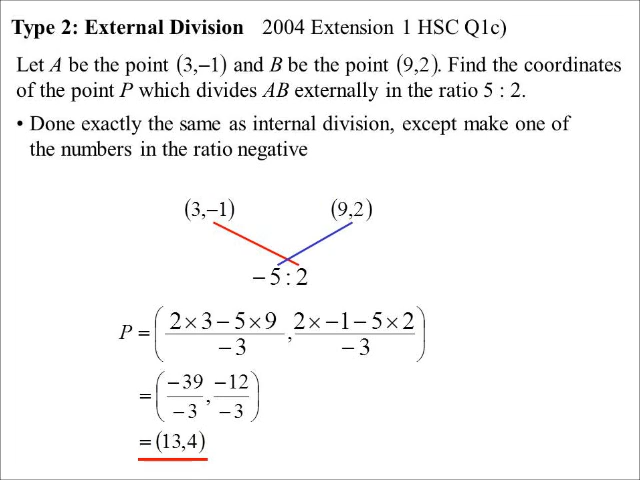 Type 2: External Division 2004 Extension 1 HSC Q1c)
Let A be the point (3,−1) and B be the point (9,2). Find the coordinates
of the point P which divides AB externally in the ratio 5 : 2.
• Done exactly the same as internal division, except make one of
the numbers in the ratio negative
(3,−1) (9,2)
−5 : 2
P = ( (2×3−5×9)/−3 , (2×−1−5×2)/−3 )
= ( −39/−3 , −12/−3 )
= (13,4)